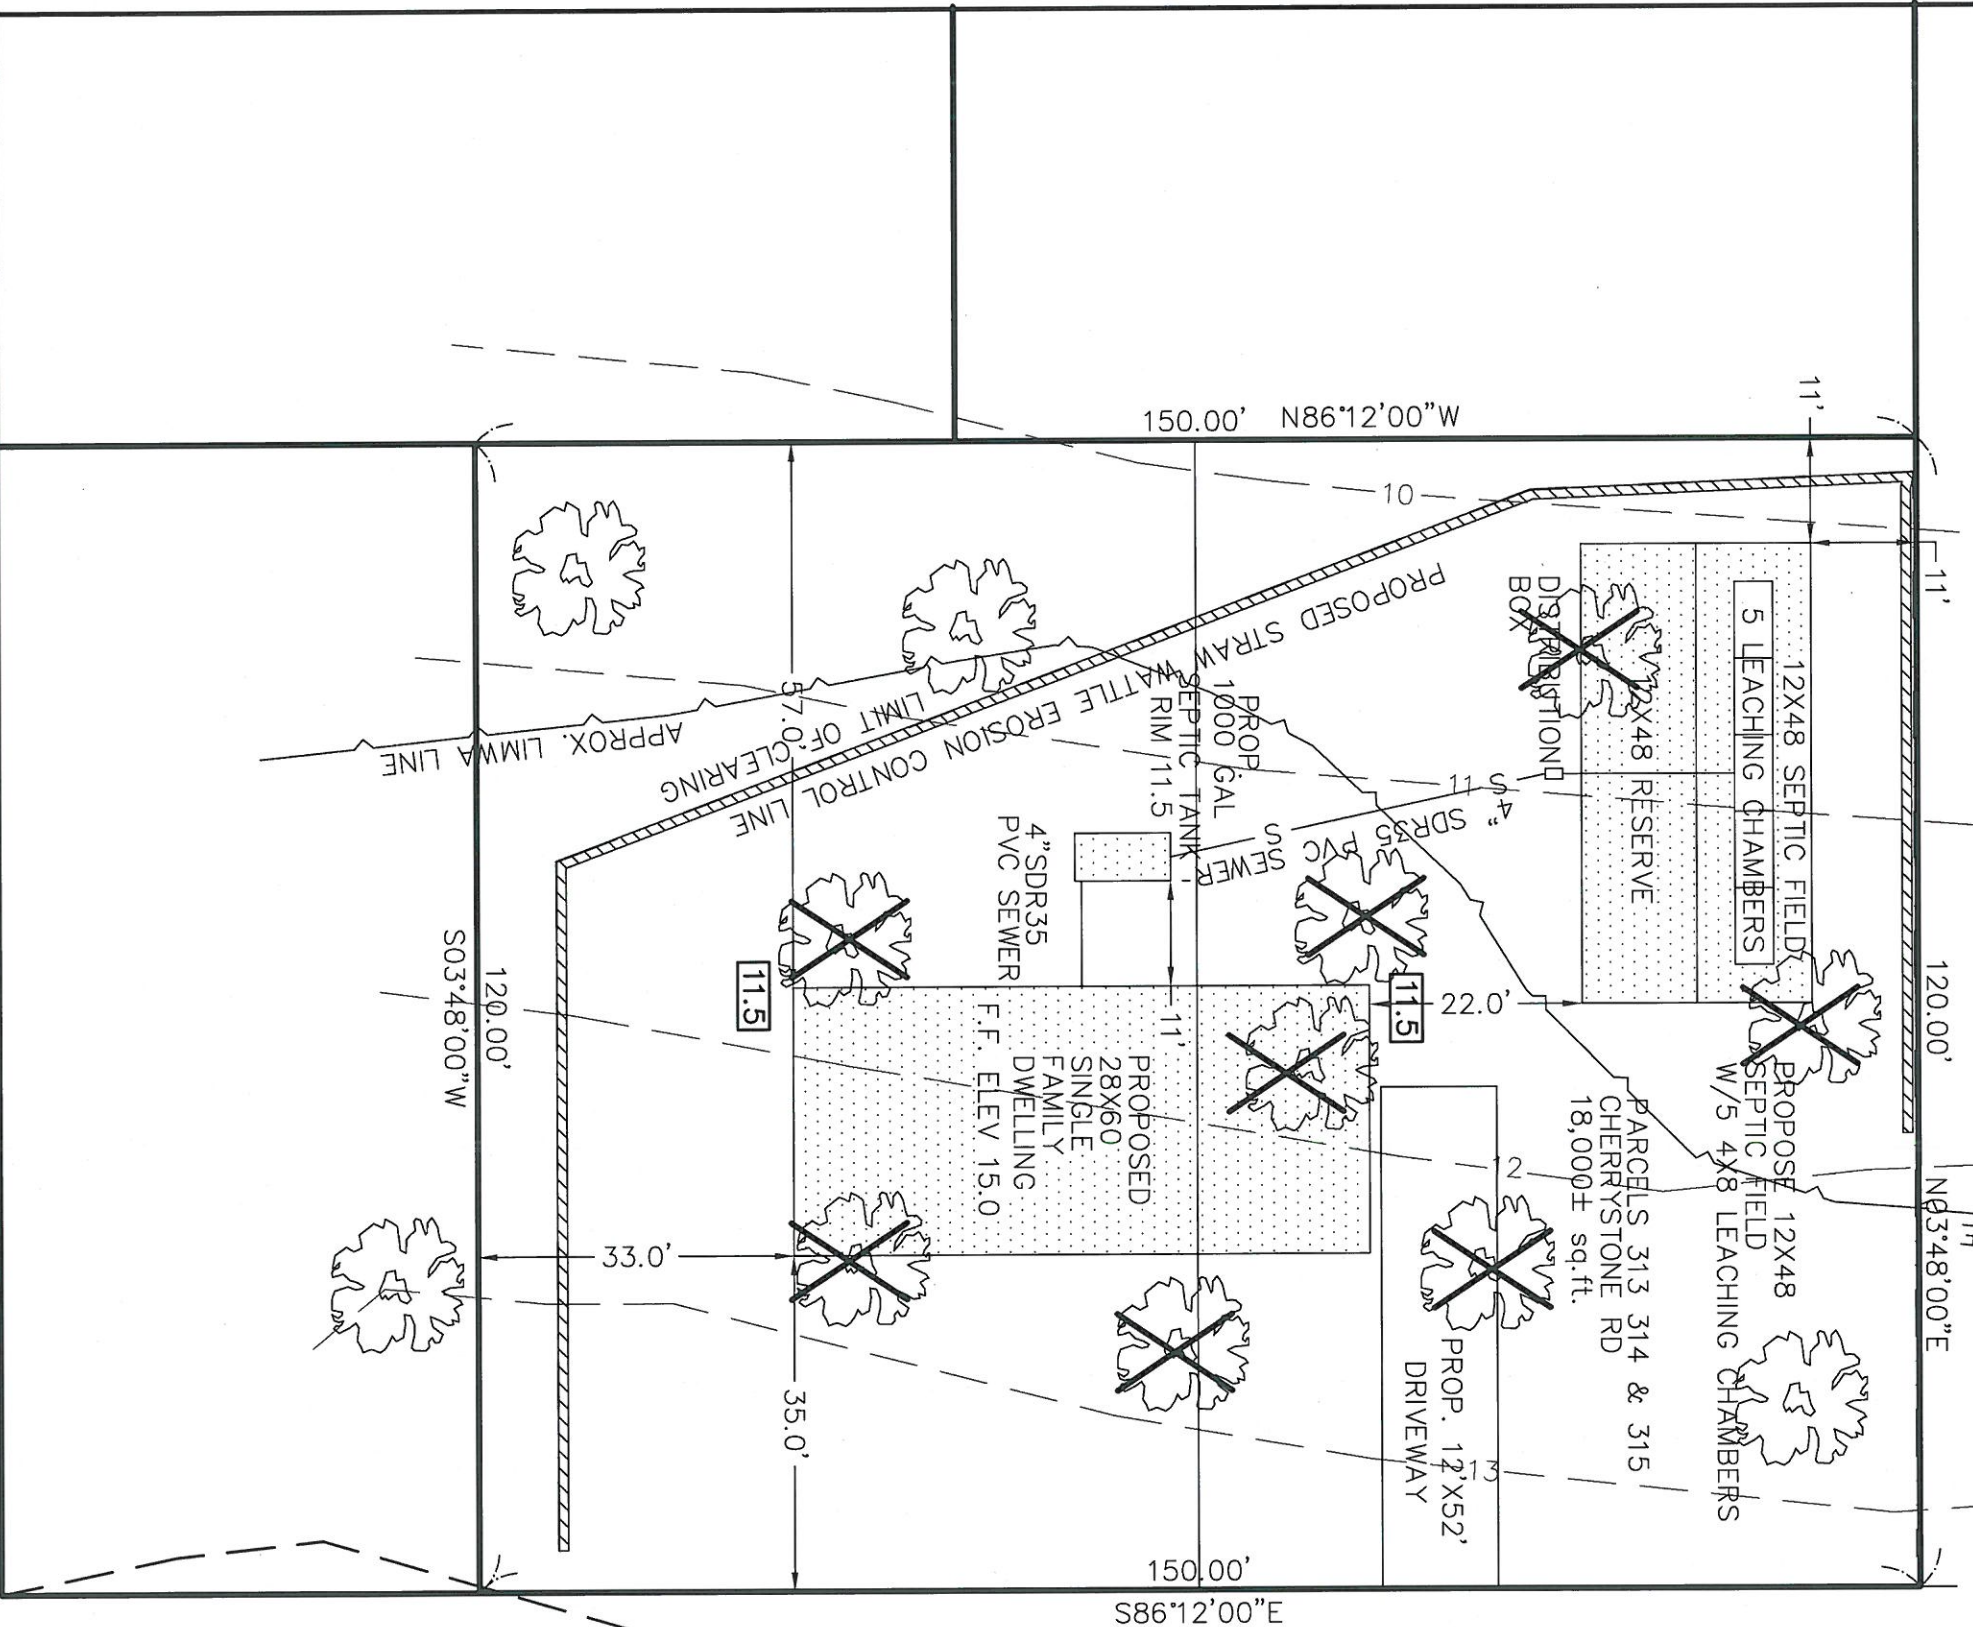 150.00' N86°12'00"W
11'
11'
10
PROPOSED STRAW WATTLE EROSION CONTROL LINE
LIMIT OF CLEARING
APPROX. LIMWA LINE
57.0'
DISTRIBUTION
BOX
12X48 SEPTIC FIELD
5 LEACHING CHAMBERS
12X48 RESERVE
PROP.
1000 GAL
SEPTIC TANK
RIM 11.5
S
11
S
4" SDR35 PVC SEWER
4"SDR35
PVC SEWER
11.5
11.5
22.0'
11'
120.00'
N03°48'00"E
120.00'
S03°48'00"W
PROPOSED
28X60
SINGLE
FAMILY
DWELLING
F.F. ELEV 15.0
PROPOSE 12X48
SEPTIC FIELD
W/5 4X8 LEACHING CHAMBERS
PARCELS 313 314 & 315
CHERRYSTONE RD
18,000± sq.ft.
12
33.0'
35.0'
PROP. 12'X52'
DRIVEWAY
13
150.00'
S86°12'00"E